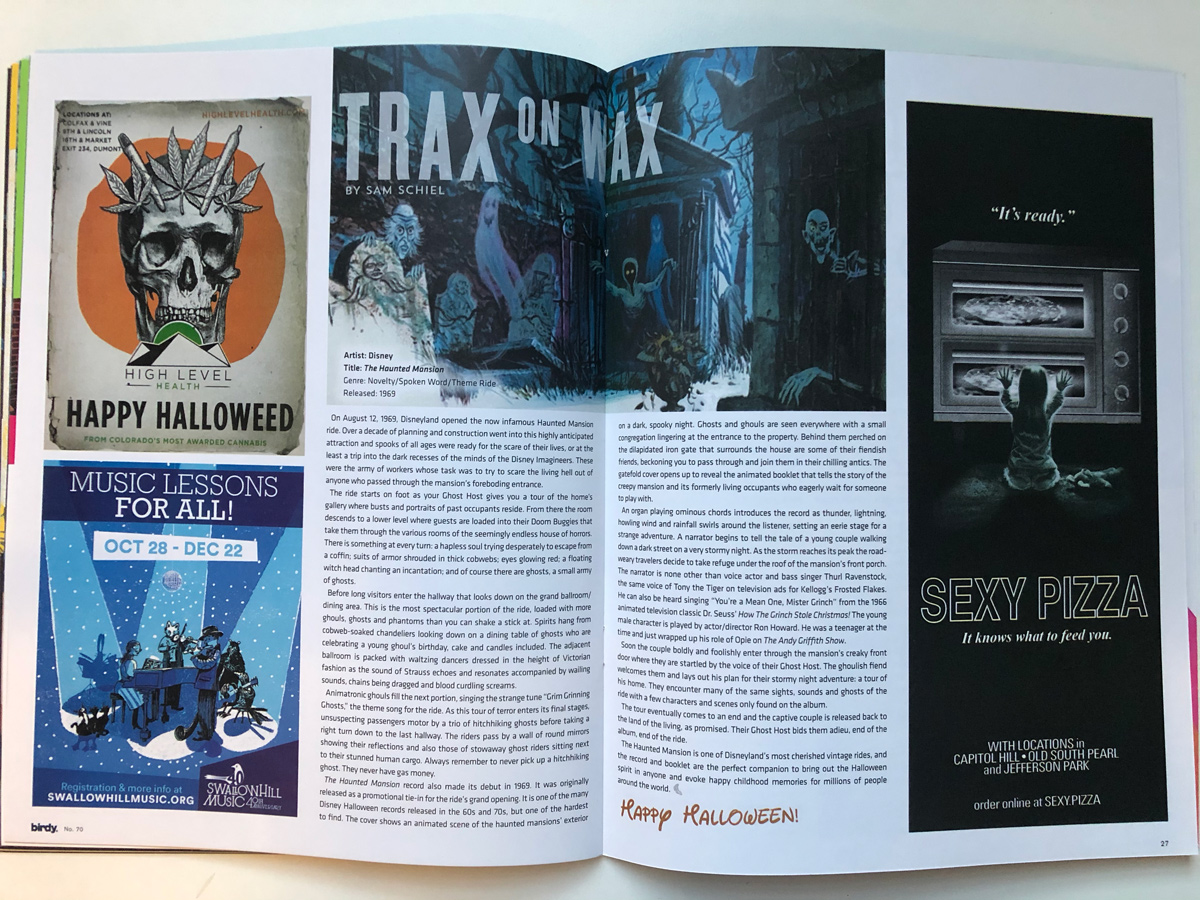 LOCATIONS AT:
COLFAX & VINE
6TH & LINCOLN
16TH & MARKET
EXIT 234, DUMONT
HIGHLEVELHEALTH.CO
HIGH LEVEL
HEALTH
HAPPY HALLOWEED
FROM COLORADO'S MOST AWARDED CANNABIS
MUSIC LESSONS
FOR ALL!
OCT 28 - DEC 22
Registration & more info at
SWALLOWHILLMUSIC.ORG
40
SWALLOW HILL
MUSIC 40TH
ANNIVERSARY
birdy. No. 70
TRAX ON WAX
BY SAM SCHIEL
Artist: Disney
Title: The Haunted Mansion
Genre: Novelty/Spoken Word/Theme Ride
Released: 1969
On August 12, 1969, Disneyland opened the now infamous Haunted Mansion
ride. Over a decade of planning and construction went into this highly anticipated
attraction and spooks of all ages were ready for the scare of their lives, or at the
least a trip into the dark recesses of the minds of the Disney Imagineers. These
were the army of workers whose task was to try to scare the living hell out of
anyone who passed through the mansion's foreboding entrance.
The ride starts on foot as your Ghost Host gives you a tour of the home's
gallery where busts and portraits of past occupants reside. From there the room
descends to a lower level where guests are loaded into their Doom Buggies that
take them through the various rooms of the seemingly endless house of horrors.
There is something at every turn: a hapless soul trying desperately to escape from
a coffin; suits of armor shrouded in thick cobwebs; eyes glowing red; a floating
witch head chanting an incantation; and of course there are ghosts, a small army
of ghosts.
Before long visitors enter the hallway that looks down on the grand ballroom/
dining area. This is the most spectacular portion of the ride, loaded with more
ghouls, ghosts and phantoms than you can shake a stick at. Spirits hang from
cobweb-soaked chandeliers looking down on a dining table of ghosts who are
celebrating a young ghoul's birthday, cake and candles included. The adjacent
ballroom is packed with waltzing dancers dressed in the height of Victorian
fashion as the sound of Strauss echoes and resonates accompanied by wailing
sounds, chains being dragged and blood curdling screams.
Animatronic ghouls fill the next portion, singing the strange tune "Grim Grinning
Ghosts," the theme song for the ride. As this tour of terror enters its final stages,
unsuspecting passengers motor by a trio of hitchhiking ghosts before taking a
right turn down to the last hallway. The riders pass by a wall of round mirrors
showing their reflections and also those of stowaway ghost riders sitting next
to their stunned human cargo. Always remember to never pick up a hitchhiking
ghost. They never have gas money.
The Haunted Mansion record also made its debut in 1969. It was originally
released as a promotional tie-in for the ride's grand opening. It is one of the many
Disney Halloween records released in the 60s and 70s, but one of the hardest
to find. The cover shows an animated scene of the haunted mansions' exterior
on a dark, spooky night. Ghosts and ghouls are seen everywhere with a small
congregation lingering at the entrance to the property. Behind them perched on
the dilapidated iron gate that surrounds the house are some of their fiendish
friends, beckoning you to pass through and join them in their chilling antics. The
gatefold cover opens up to reveal the animated booklet that tells the story of the
creepy mansion and its formerly living occupants who eagerly wait for someone
to play with.
An organ playing ominous chords introduces the record as thunder, lightning,
howling wind and rainfall swirls around the listener, setting an eerie stage for a
strange adventure. A narrator begins to tell the tale of a young couple walking
down a dark street on a very stormy night. As the storm reaches its peak the road-
weary travelers decide to take refuge under the roof of the mansion's front porch.
The narrator is none other than voice actor and bass singer Thurl Ravenstock,
the same voice of Tony the Tiger on television ads for Kellogg's Frosted Flakes.
He can also be heard singing "You're a Mean One, Mister Grinch" from the 1966
animated television classic Dr. Seuss' How The Grinch Stole Christmas! The young
male character is played by actor/director Ron Howard. He was a teenager at the
time and just wrapped up his role of Opie on The Andy Griffith Show.
Soon the couple boldly and foolishly enter through the mansion's creaky front
door where they are startled by the voice of their Ghost Host. The ghoulish fiend
welcomes them and lays out his plan for their stormy night adventure: a tour of
his home. They encounter many of the same sights, sounds and ghosts of the
ride with a few characters and scenes only found on the album.
The tour eventually comes to an end and the captive couple is released back to
the land of the living, as promised. Their Ghost Host bids them adieu, end of the
album, end of the ride.
The Haunted Mansion is one of Disneyland's most cherished vintage rides, and
the record and booklet are the perfect companion to bring out the Halloween
spirit in anyone and evoke happy childhood memories for millions of people
around the world.
HAPPY HALLOWEEN!
"It's ready."
SEXY PIZZA
It knows what to feed you.
WITH LOCATIONS in
CAPITOL HILL • OLD SOUTH PEARL
and JEFFERSON PARK
order online at SEXY.PIZZA
27